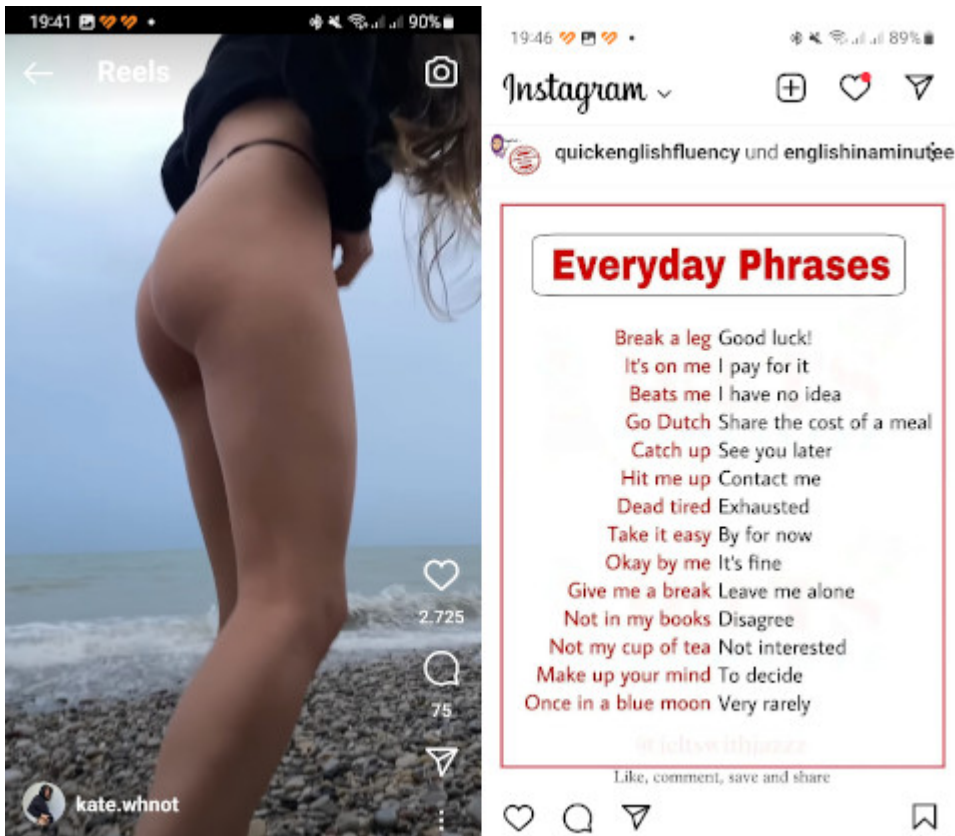 19:41
90%
Reels
2.725
75
kate.whnot
19:46
89%
Instagram
quickenglishfluency und englishinaminutee
Everyday Phrases
Break a leg Good luck!
It's on me I pay for it
Beats me I have no idea
Go Dutch Share the cost of a meal
Catch up See you later
Hit me up Contact me
Dead tired Exhausted
Take it easy By for now
Okay by me It's fine
Give me a break Leave me alone
Not in my books Disagree
Not my cup of tea Not interested
Make up your mind To decide
Once in a blue moon Very rarely
Like, comment, save and share